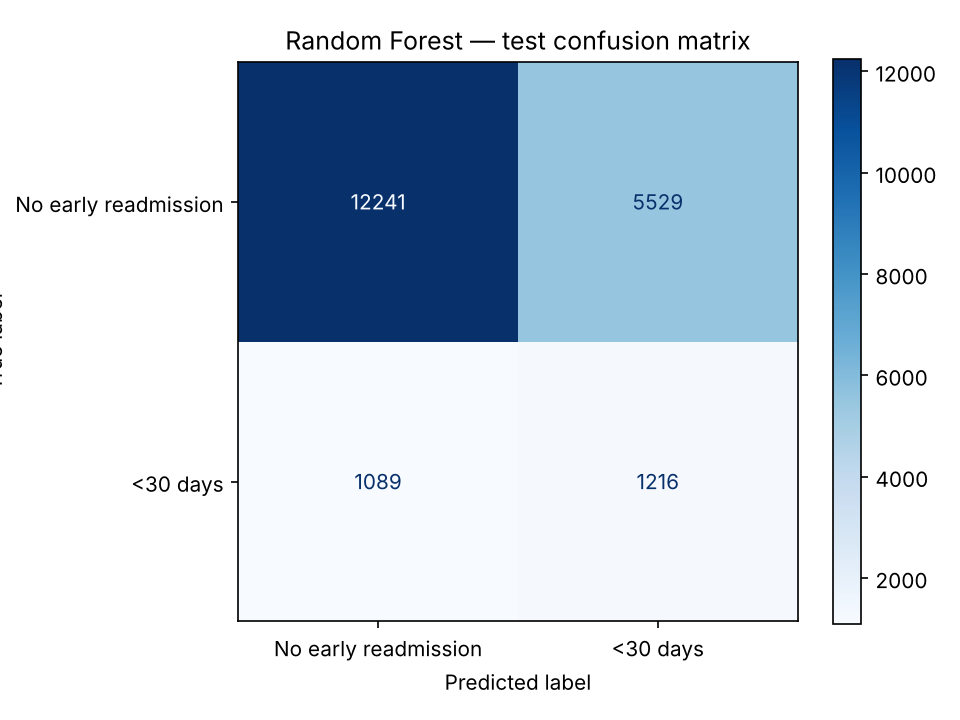 Random Forest — test confusion matrix
12000
12241
5529
10000
No early readmission
8000
6000
1089
1216
<30 days
4000
2000
No early readmission
<30 days
Predicted label